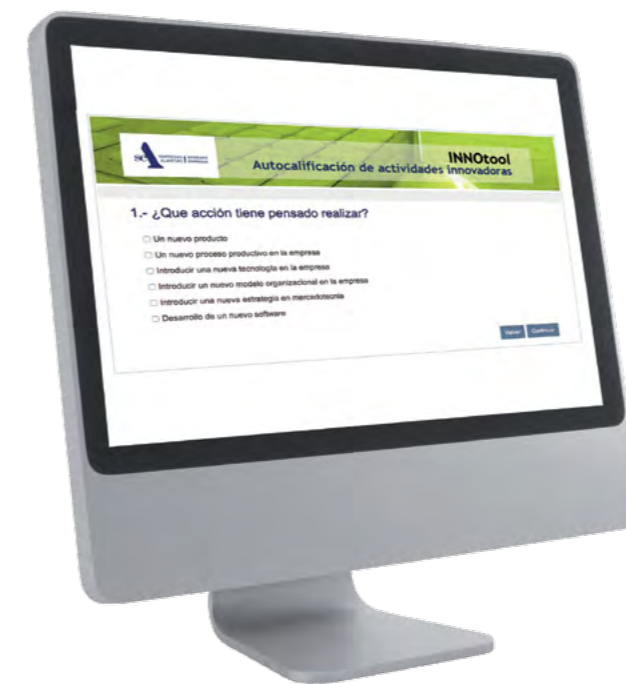 seA
INNOtool
Autocalificación de actividades innovadoras
1.- ¿Que acción tiene pensado realizar?
Un nuevo producto
Un nuevo proceso productivo en la empresa
Introducir una nueva tecnología en la empresa
Introducir un nuevo modelo organizacional en la empresa
Introducir una nueva estrategia en mercadotecnia
Desarrollo de un nuevo software
Volver Continuar